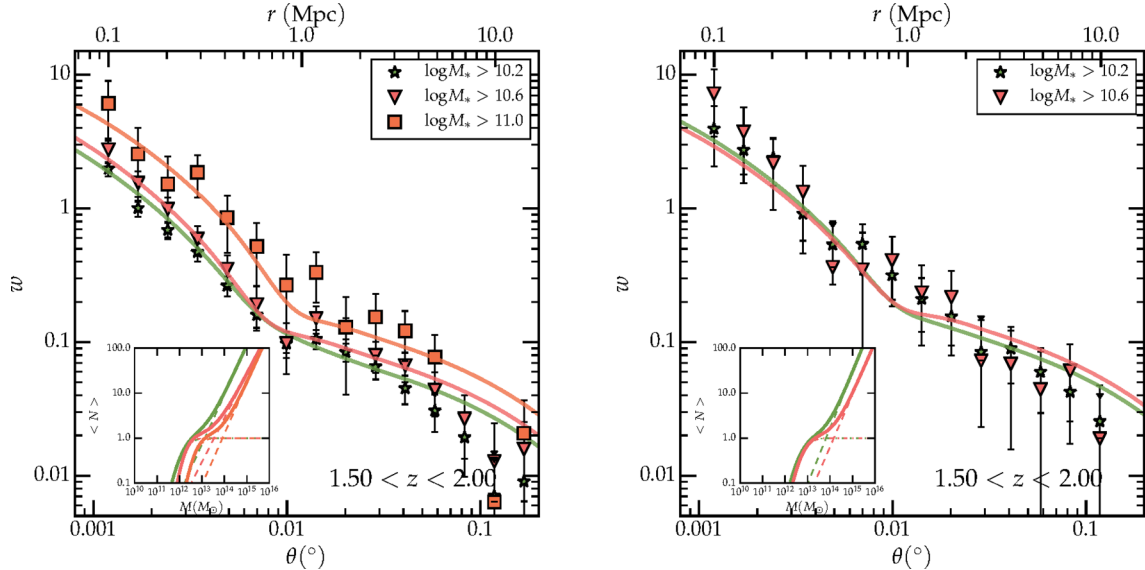 r (Mpc)
0.1 1.0 10.0
10
1
0.1
0.01
w
logM* > 10.2
logM* > 10.6
logM* > 11.0
100.0
10.0
1.0
0.1
< N >
10^10 10^11 10^12 10^13 10^14 10^15 10^16
M(M⊙)
1.50 < z < 2.00
0.001 0.01 0.1
θ(°)
r (Mpc)
0.1 1.0 10.0
10
1
0.1
0.01
w
logM* > 10.2
logM* > 10.6
100.0
10.0
1.0
0.1
< N >
10^10 10^11 10^12 10^13 10^14 10^15 10^16
M(M⊙)
1.50 < z < 2.00
0.001 0.01 0.1
θ(°)